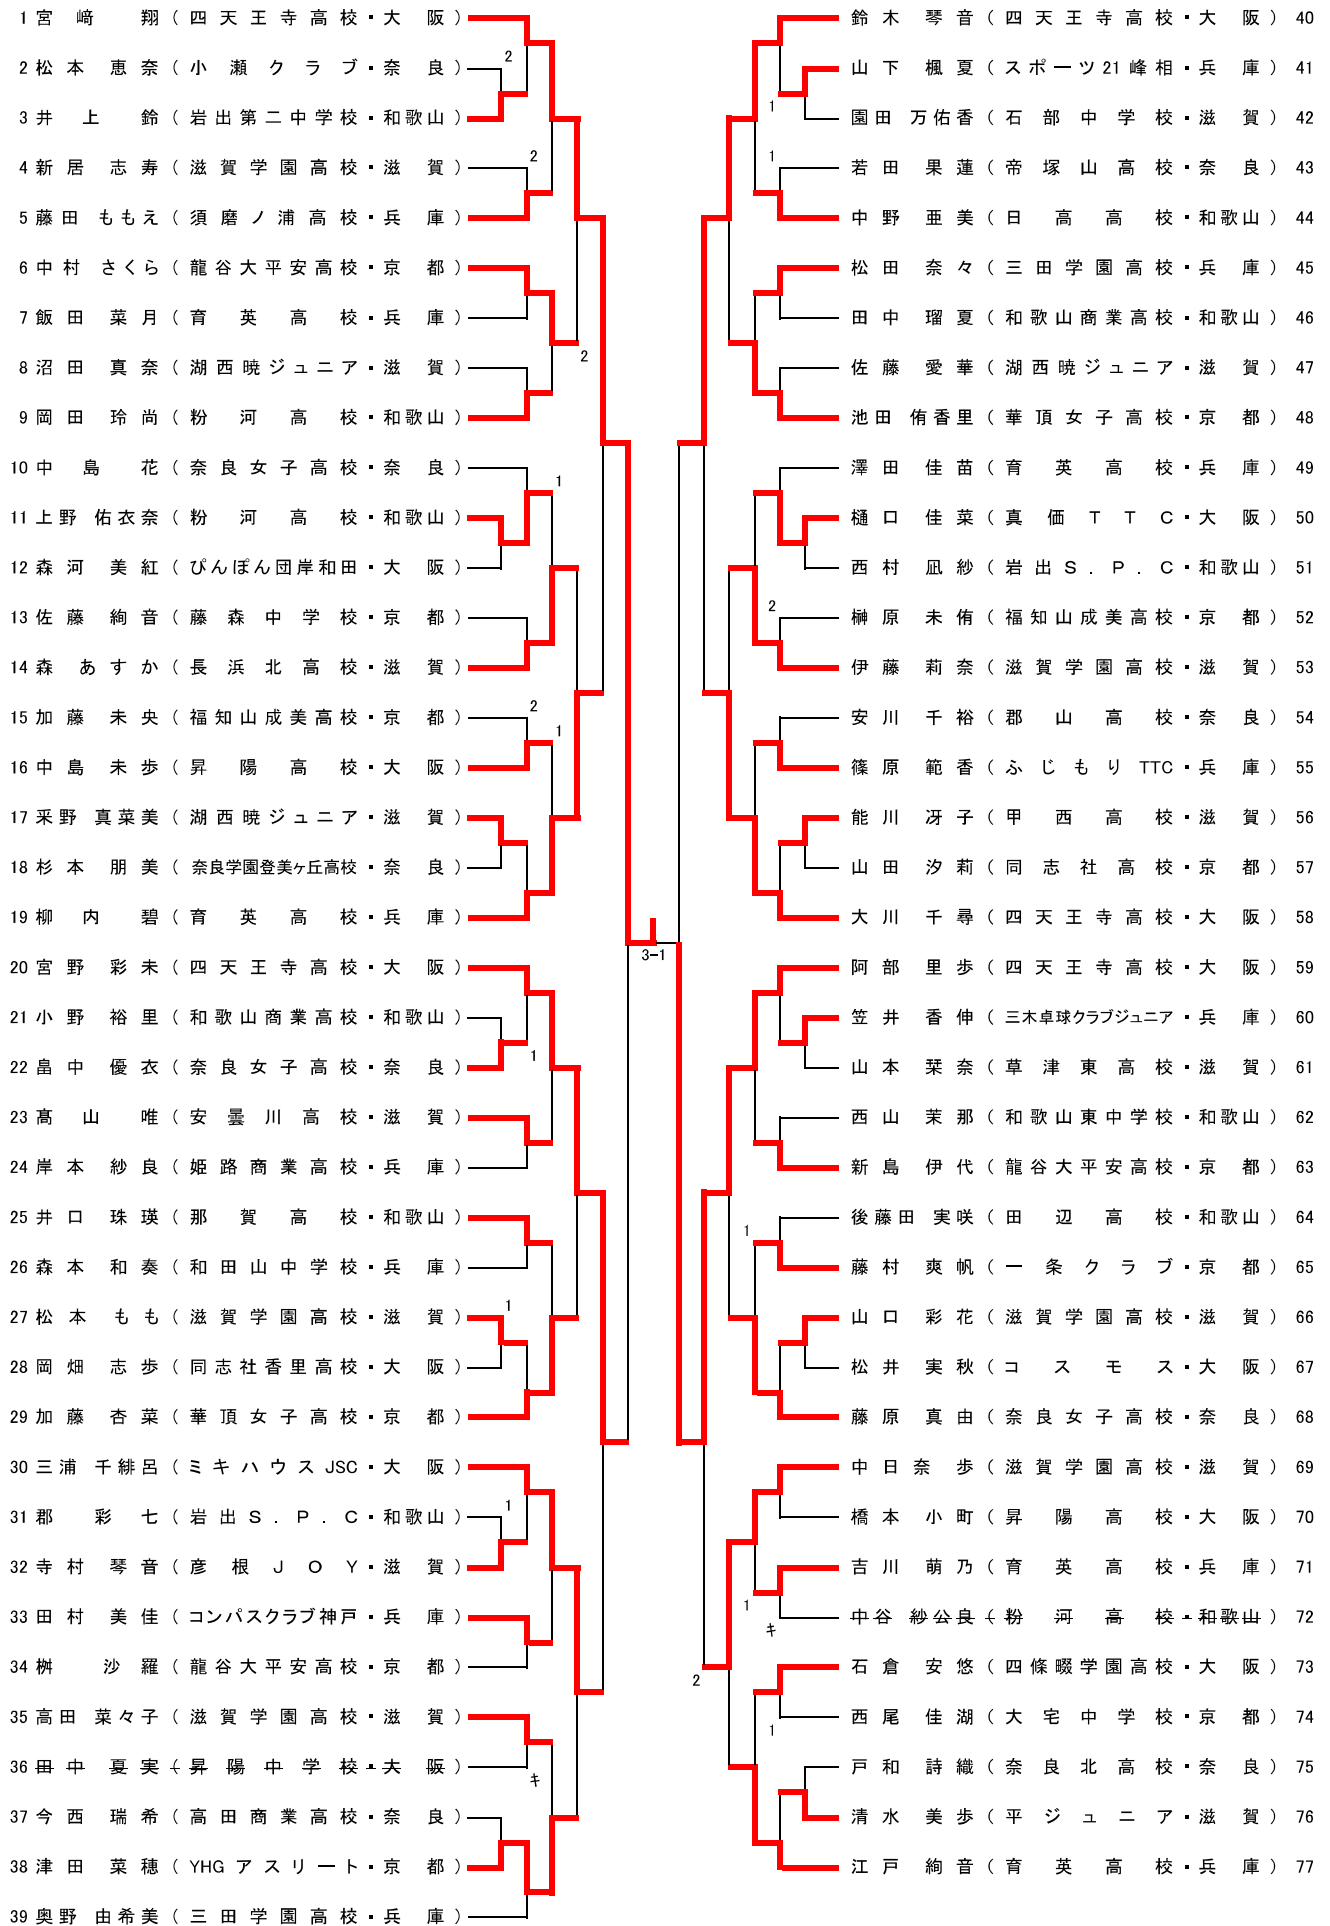 1 宮﨑 翔 ( 四天王寺高校・大阪 )
2 松本 恵奈 ( 小瀬クラブ・奈良 )
3 井上 鈴 ( 岩出第二中学校・和歌山 )
4 新居 志寿 ( 滋賀学園高校・滋賀 )
5 藤田 ももえ ( 須磨ノ浦高校・兵庫 )
6 中村 さくら ( 龍谷大平安高校・京都 )
7 飯田 菜月 ( 育英高校・兵庫 )
8 沼田 真奈 ( 湖西暁ジュニア・滋賀 )
9 岡田 玲尚 ( 粉河高校・和歌山 )
10 中島 花 ( 奈良女子高校・奈良 )
11 上野 佑衣奈 ( 粉河高校・和歌山 )
12 森河 美紅 ( ぴんぽん団岸和田・大阪 )
13 佐藤 絢音 ( 藤森中学校・京都 )
14 森 あすか ( 長浜北高校・滋賀 )
15 加藤 未央 ( 福知山成美高校・京都 )
16 中島 未歩 ( 昇陽高校・大阪 )
17 釆野 真菜美 ( 湖西暁ジュニア・滋賀 )
18 杉本 朋美 ( 奈良学園登美ヶ丘高校・奈良 )
19 柳内 碧 ( 育英高校・兵庫 )
20 宮野 彩未 ( 四天王寺高校・大阪 )
21 小野 裕里 ( 和歌山商業高校・和歌山 )
22 畠中 優衣 ( 奈良女子高校・奈良 )
23 髙山 唯 ( 安曇川高校・滋賀 )
24 岸本 紗良 ( 姫路商業高校・兵庫 )
25 井口 珠瑛 ( 那賀高校・和歌山 )
26 森本 和奏 ( 和田山中学校・兵庫 )
27 松本 もも ( 滋賀学園高校・滋賀 )
28 岡畑 志歩 ( 同志社香里高校・大阪 )
29 加藤 杏菜 ( 華頂女子高校・京都 )
30 三浦 千緋呂 ( ミキハウスJSC・大阪 )
31 郡 彩七 ( 岩出S.P.C・和歌山 )
32 寺村 琴音 ( 彦根JOY・滋賀 )
33 田村 美佳 ( コンパスクラブ神戸・兵庫 )
34 桝 沙羅 ( 龍谷大平安高校・京都 )
35 高田 菜々子 ( 滋賀学園高校・滋賀 )
36 田中 夏実 ( 昇陽中学校・大阪 )
37 今西 瑞希 ( 高田商業高校・奈良 )
38 津田 菜穂 ( YHGアスリート・京都 )
39 奥野 由希美 ( 三田学園高校・兵庫 )
2
2
2
1
2
1
1
1
1
キ
3-1
鈴木 琴音 ( 四天王寺高校・大阪 ) 40
山下 楓夏 ( スポーツ21峰相・兵庫 ) 41
園田 万佑香 ( 石部中学校・滋賀 ) 42
若田 果蓮 ( 帝塚山高校・奈良 ) 43
中野 亜美 ( 日高高校・和歌山 ) 44
松田 奈々 ( 三田学園高校・兵庫 ) 45
田中 瑠夏 ( 和歌山商業高校・和歌山 ) 46
佐藤 愛華 ( 湖西暁ジュニア・滋賀 ) 47
池田 侑香里 ( 華頂女子高校・京都 ) 48
澤田 佳苗 ( 育英高校・兵庫 ) 49
樋口 佳菜 ( 真価TTC・大阪 ) 50
西村 凪紗 ( 岩出S.P.C・和歌山 ) 51
榊原 未侑 ( 福知山成美高校・京都 ) 52
伊藤 莉奈 ( 滋賀学園高校・滋賀 ) 53
安川 千裕 ( 郡山高校・奈良 ) 54
篠原 範香 ( ふじもりTTC・兵庫 ) 55
能川 冴子 ( 甲西高校・滋賀 ) 56
山田 汐莉 ( 同志社高校・京都 ) 57
大川 千尋 ( 四天王寺高校・大阪 ) 58
阿部 里歩 ( 四天王寺高校・大阪 ) 59
笠井 香伸 ( 三木卓球クラブジュニア・兵庫 ) 60
山本 栞奈 ( 草津東高校・滋賀 ) 61
西山 茉那 ( 和歌山東中学校・和歌山 ) 62
新島 伊代 ( 龍谷大平安高校・京都 ) 63
後藤田 実咲 ( 田辺高校・和歌山 ) 64
藤村 爽帆 ( 一条クラブ・京都 ) 65
山口 彩花 ( 滋賀学園高校・滋賀 ) 66
松井 実秋 ( コスモス・大阪 ) 67
藤原 真由 ( 奈良女子高校・奈良 ) 68
中日奈 歩 ( 滋賀学園高校・滋賀 ) 69
橋本 小町 ( 昇陽高校・大阪 ) 70
吉川 萌乃 ( 育英高校・兵庫 ) 71
中谷 紗公良 ( 粉河高校・和歌山 ) 72
石倉 安悠 ( 四條畷学園高校・大阪 ) 73
西尾 佳湖 ( 大宅中学校・京都 ) 74
戸和 詩織 ( 奈良北高校・奈良 ) 75
清水 美歩 ( 平ジュニア・滋賀 ) 76
江戸 絢音 ( 育英高校・兵庫 ) 77
1
1
2
1
1
キ
2
1